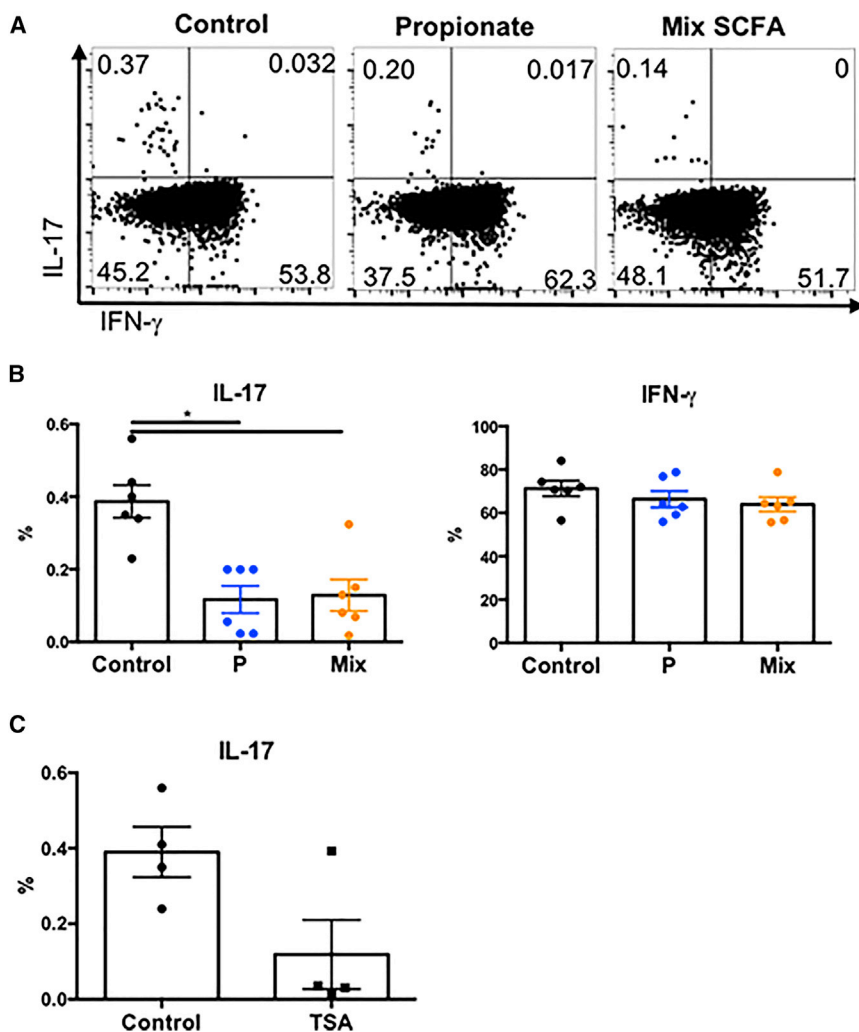 A
Control Propionate Mix SCFA
0.37 0.032 0.20 0.017 0.14 0
IL-17
45.2 53.8 37.5 62.3 48.1 51.7
IFN-γ
B
IL-17
*
0.6
0.4
0.2
0.0
%
Control P Mix
IFN-γ
100
80
60
40
20
0
%
Control P Mix
C
IL-17
0.6
0.4
0.2
0.0
%
Control TSA